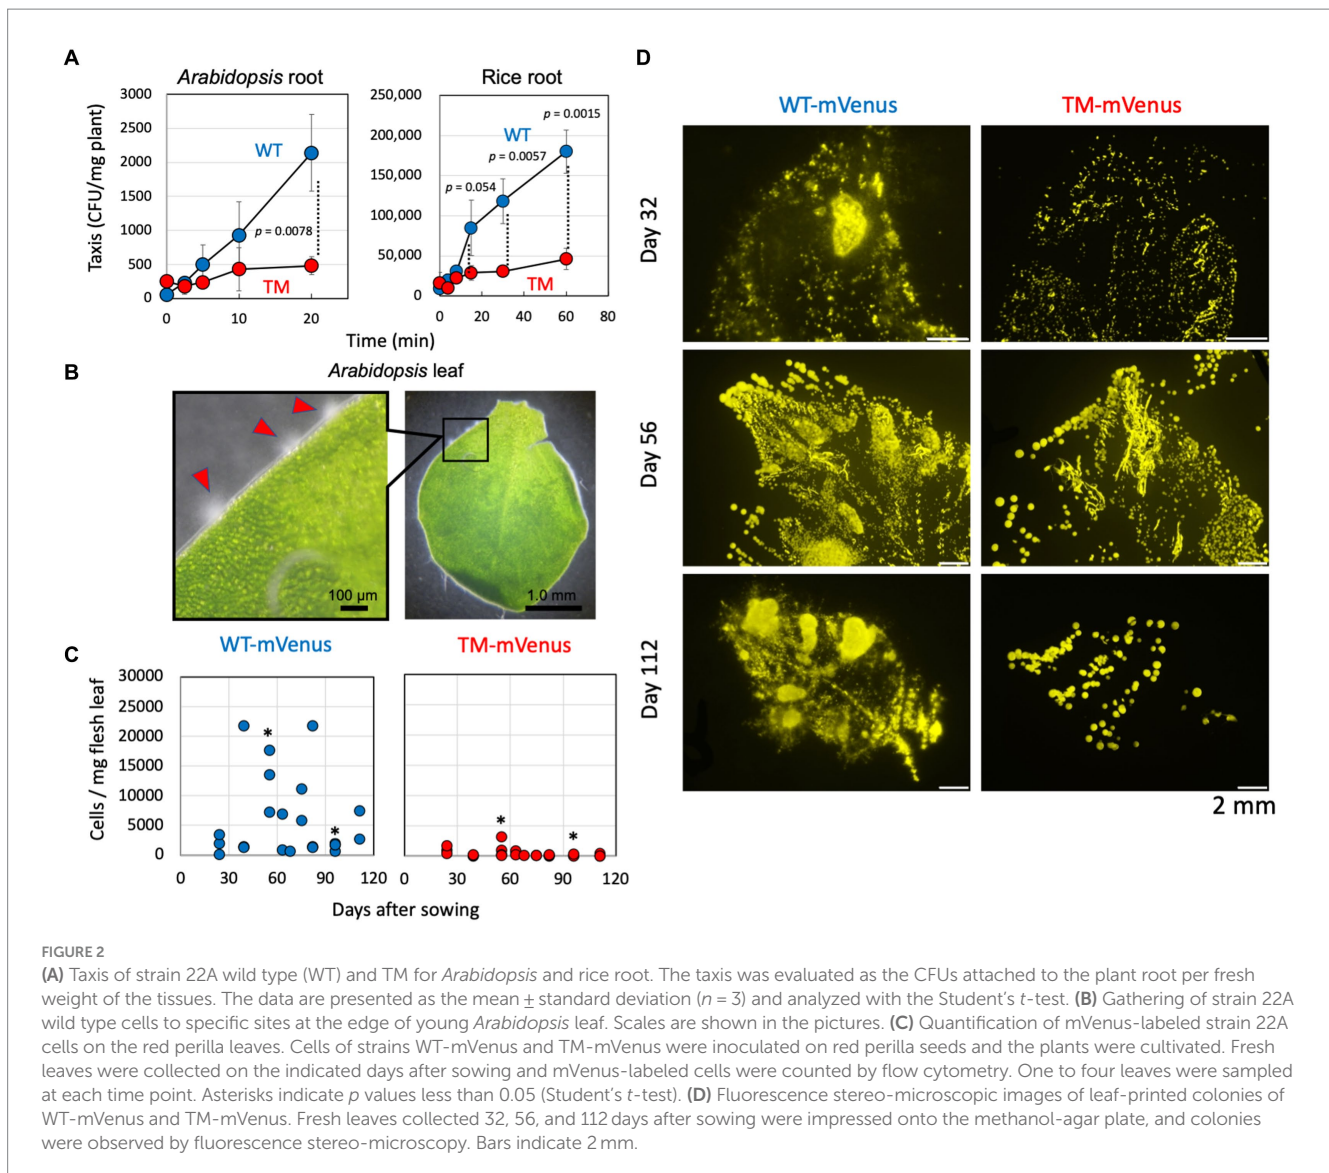 A
Arabidopsis root
Rice root
Taxis (CFU/mg plant)
3000
2500
2000
1500
1000
500
0
WT
p = 0.0078
TM
0
10
20
250,000
200,000
150,000
100,000
50,000
0
p = 0.0015
WT
p = 0.0057
p = 0.054
TM
0
20
40
60
80
Time (min)
B
Arabidopsis leaf
100 µm
1.0 mm
C
WT-mVenus
TM-mVenus
Cells / mg flesh leaf
30000
25000
20000
15000
10000
5000
0
*
*
0
30
60
90
120
*
*
0
30
60
90
120
Days after sowing
D
WT-mVenus
TM-mVenus
Day 32
Day 56
Day 112
2 mm
FIGURE 2
(A) Taxis of strain 22A wild type (WT) and TM for Arabidopsis and rice root. The taxis was evaluated as the CFUs attached to the plant root per fresh
weight of the tissues. The data are presented as the mean ± standard deviation (n = 3) and analyzed with the Student’s t-test. (B) Gathering of strain 22A
wild type cells to specific sites at the edge of young Arabidopsis leaf. Scales are shown in the pictures. (C) Quantification of mVenus-labeled strain 22A
cells on the red perilla leaves. Cells of strains WT-mVenus and TM-mVenus were inoculated on red perilla seeds and the plants were cultivated. Fresh
leaves were collected on the indicated days after sowing and mVenus-labeled cells were counted by flow cytometry. One to four leaves were sampled
at each time point. Asterisks indicate p values less than 0.05 (Student’s t-test). (D) Fluorescence stereo-microscopic images of leaf-printed colonies of
WT-mVenus and TM-mVenus. Fresh leaves collected 32, 56, and 112 days after sowing were impressed onto the methanol-agar plate, and colonies
were observed by fluorescence stereo-microscopy. Bars indicate 2 mm.